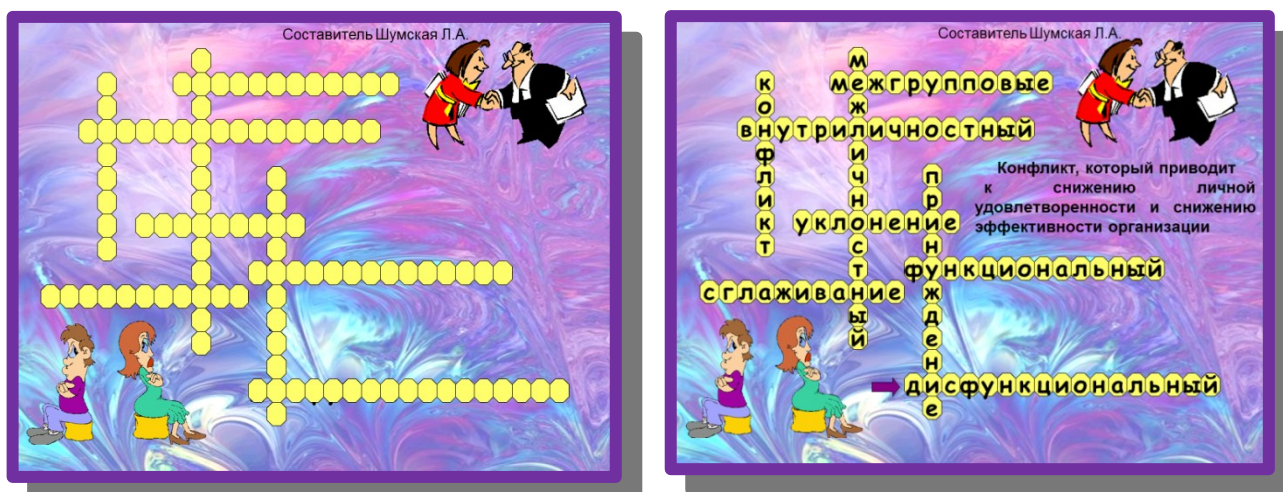 Составитель Шумская Л.А.
Составитель Шумская Л.А.
межличностный
межгрупповые
конфликт
внутриличностный
Конфликт, который приводит
к снижению личной
удовлетворенности и снижению
эффективности организации
принуждение
уклонение
функциональный
сглаживание
дисфункциональный